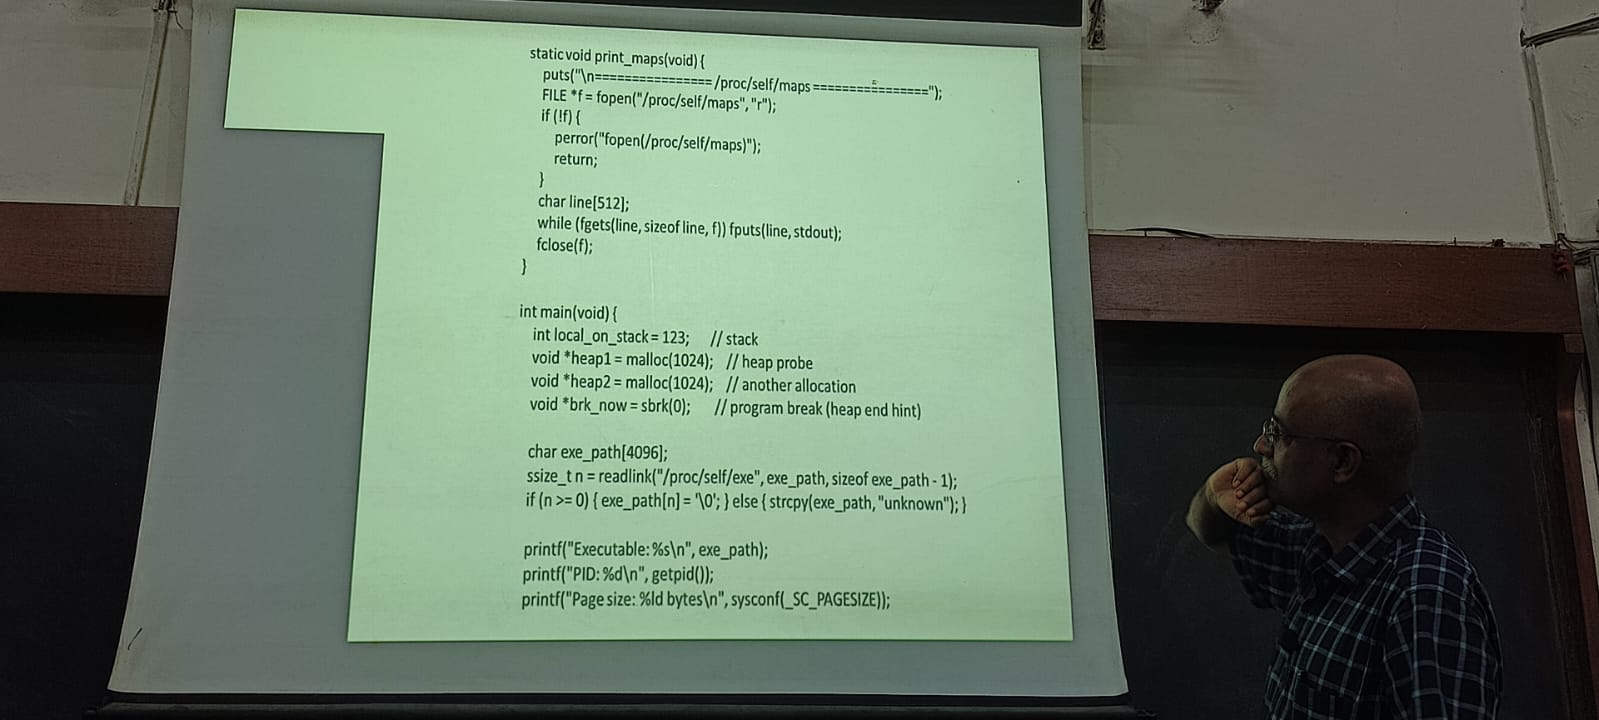 static void print_maps(void) {
puts("\n================ /proc/self/maps ================");
FILE *f = fopen("/proc/self/maps", "r");
if (!f) {
perror("fopen(/proc/self/maps)");
return;
}
char line[512];
while (fgets(line, sizeof line, f)) fputs(line, stdout);
fclose(f);
}
int main(void) {
int local_on_stack = 123; // stack
void *heap1 = malloc(1024); // heap probe
void *heap2 = malloc(1024); // another allocation
void *brk_now = sbrk(0); // program break (heap end hint)
char exe_path[4096];
ssize_t n = readlink("/proc/self/exe", exe_path, sizeof exe_path - 1);
if (n >= 0) { exe_path[n] = '\0'; } else { strcpy(exe_path, "unknown"); }
printf("Executable: %s\n", exe_path);
printf("PID: %d\n", getpid());
printf("Page size: %ld bytes\n", sysconf(_SC_PAGESIZE));